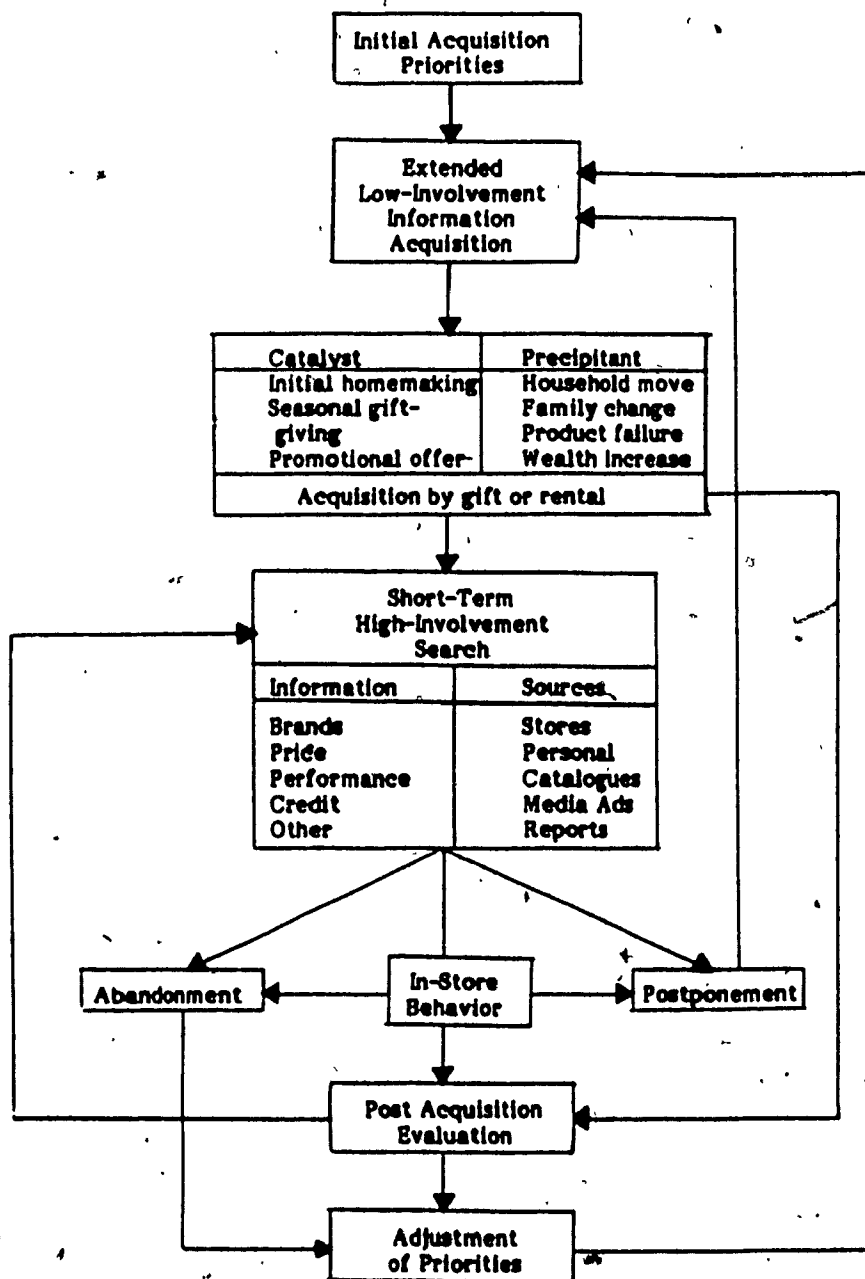 Initial Acquisition
Priorities
Extended
Low-Involvement
Information
Acquisition
Catalyst
Initial homemaking
Seasonal gift-
giving
Promotional offer-
Precipitant
Household move
Family change
Product failure
Wealth increase
Acquisition by gift or rental
Short-Term
High-Involvement
Search
Information
Brands
Price
Performance
Credit
Other
Sources
Stores
Personal
Catalogues
Media Ads
Reports
Abandonment
In-Store
Behavior
Postponement
Post Acquisition
Evaluation
Adjustment
of Priorities